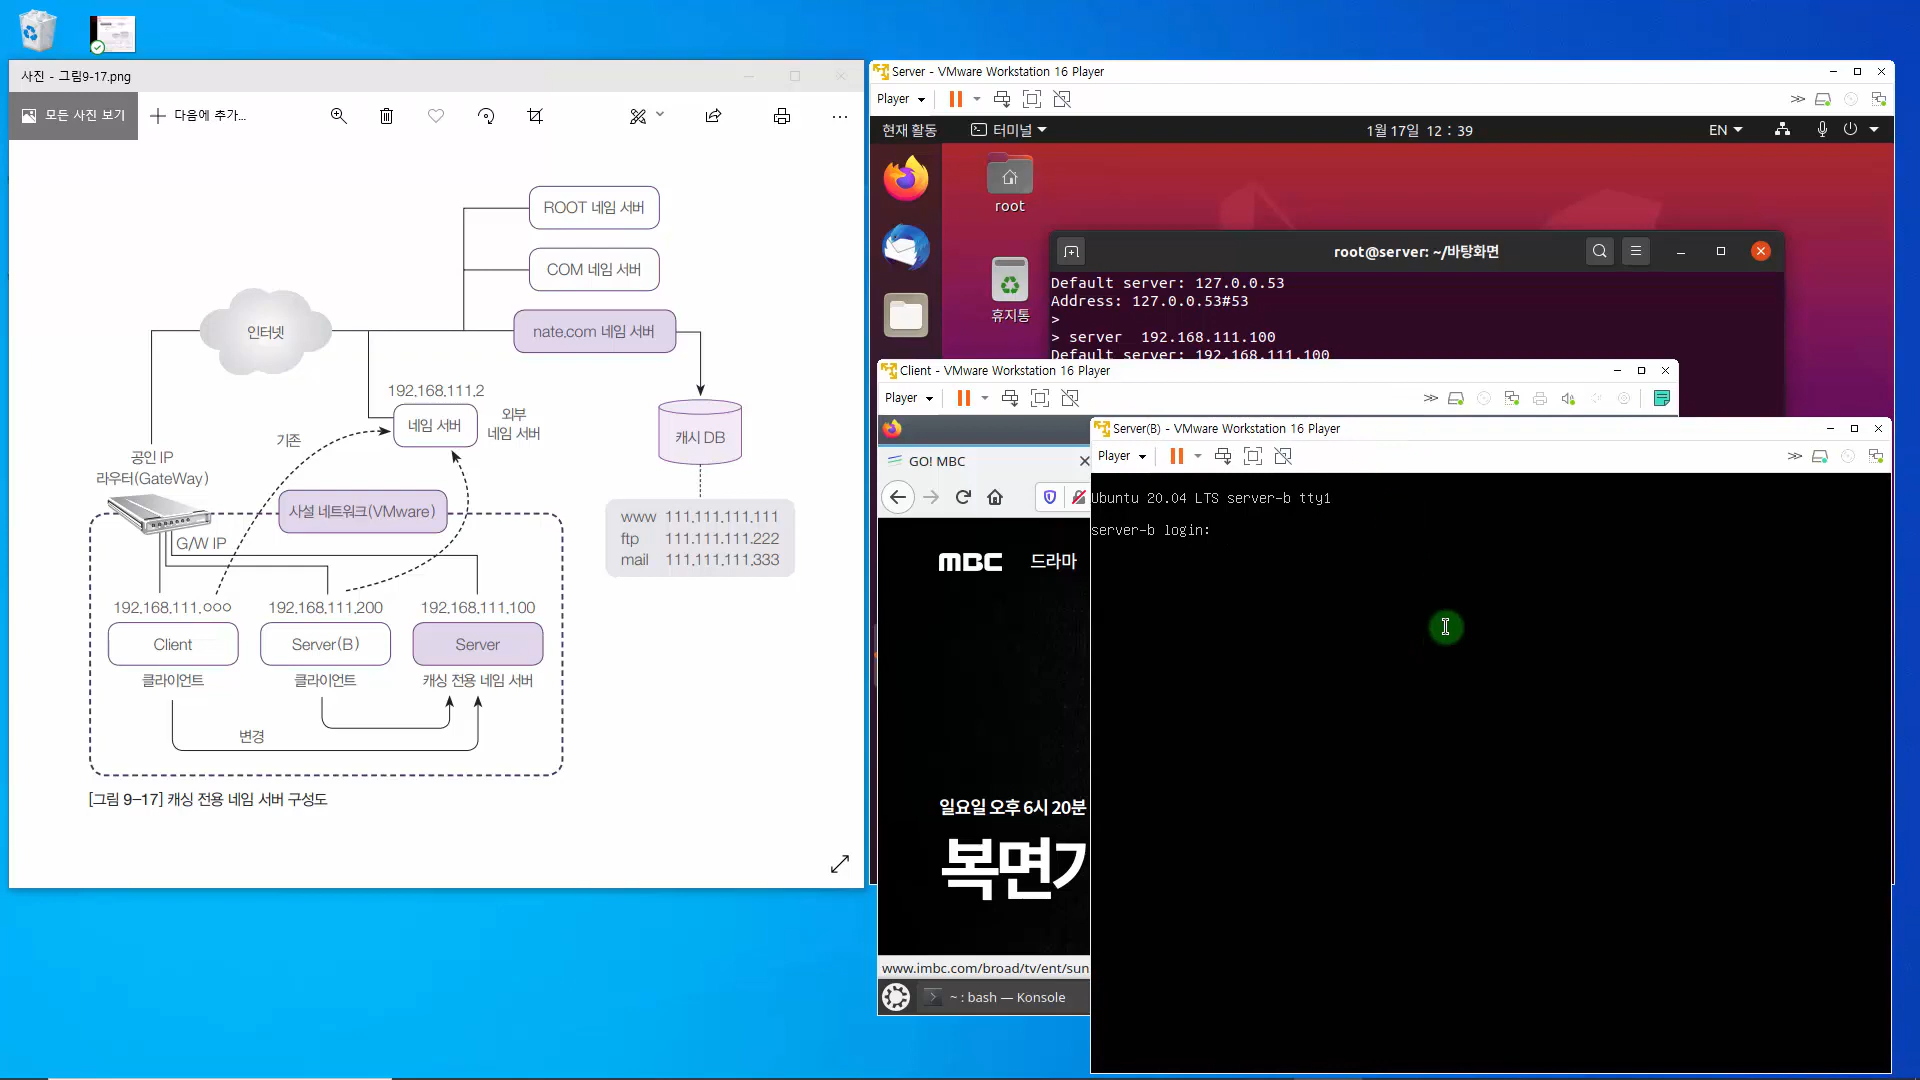 사진 - 그림9-17.png
모든 사진 보기
다음에 추가...
ROOT 네임 서버
COM 네임 서버
nate.com 네임 서버
인터넷
192.168.111.2
네임 서버
외부
네임 서버
캐시 DB
기존
공인 IP
라우터(GateWay)
사설 네트워크(VMware)
G/W IP
www 111.111.111.111
ftp 111.111.111.222
mail 111.111.111.333
192.168.111.○○○
192.168.111.200
192.168.111.100
Client
Server(B)
Server
클라이언트
클라이언트
캐싱 전용 네임 서버
변경
[그림 9-17] 캐싱 전용 네임 서버 구성도
Server - VMware Workstation 16 Player
Player
현재 활동
터미널
1월 17일 12 : 39
EN
root
휴지통
root@server: ~/바탕화면
Default server: 127.0.0.53
Address: 127.0.0.53#53
>
> server 192.168.111.100
Default server: 192.168.111.100
Client - VMware Workstation 16 Player
Player
GO! MBC
MBC
드라마
일요일 오후 6시 20분
복면가
www.imbc.com/broad/tv/ent/sun
~ : bash — Konsole
Server(B) - VMware Workstation 16 Player
Player
Ubuntu 20.04 LTS server-b tty1
server-b login: